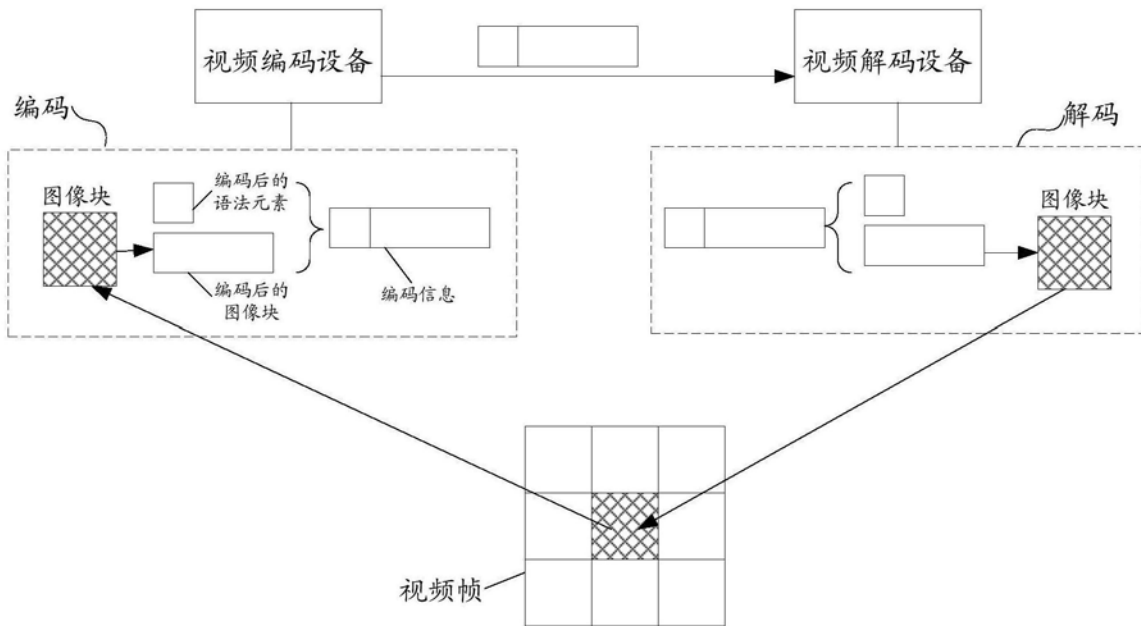 视频编码设备
视频解码设备
编码
解码
图像块
编码后的
语法元素
编码后的
图像块
编码信息
图像块
视频帧